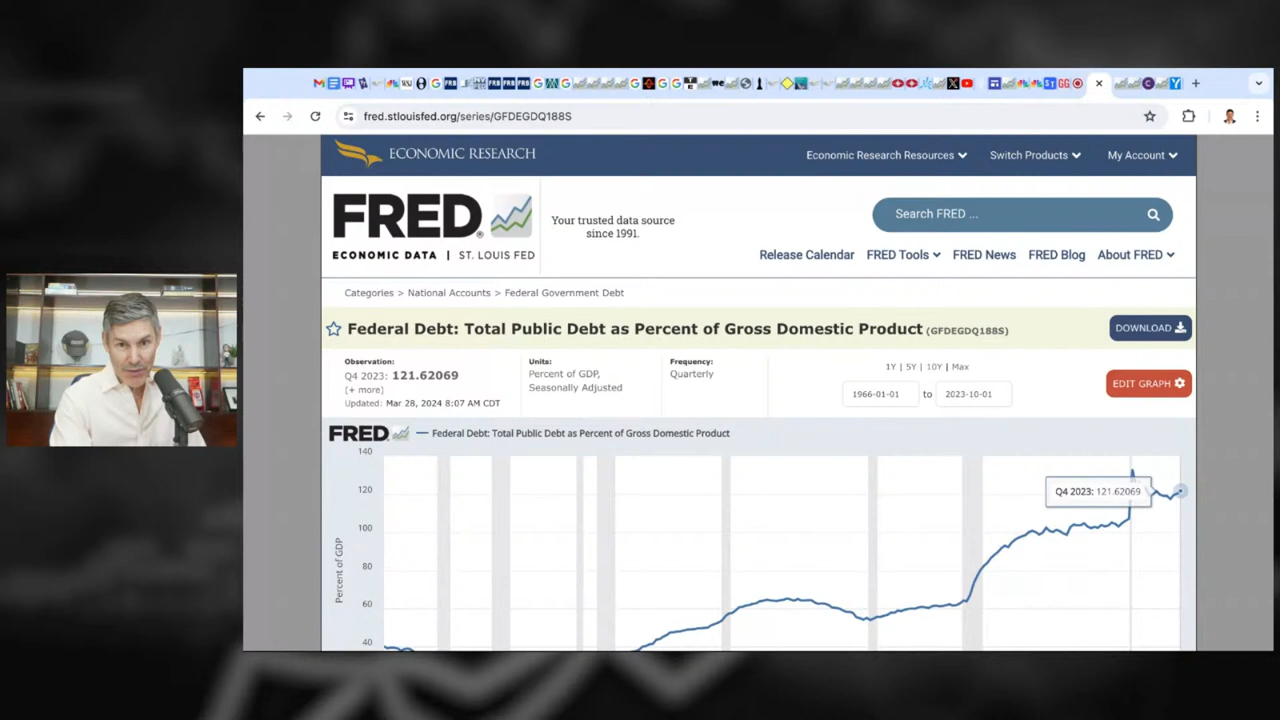 fred.stlouisfed.org/series/GFDEGDQ188S
ECONOMIC RESEARCH
Economic Research Resources
Switch Products
My Account
FRED
ECONOMIC DATA | ST. LOUIS FED
Your trusted data source
since 1991.
Search FRED ...
Release Calendar
FRED Tools
FRED News
FRED Blog
About FRED
Categories > National Accounts > Federal Government Debt
Federal Debt: Total Public Debt as Percent of Gross Domestic Product (GFDEGDQ188S)
DOWNLOAD
Observation:
Q4 2023: 121.62069
(+ more)
Updated: Mar 28, 2024 8:07 AM CDT
Units:
Percent of GDP,
Seasonally Adjusted
Frequency:
Quarterly
1Y | 5Y | 10Y | Max
1966-01-01 to 2023-10-01
EDIT GRAPH
FRED
Federal Debt: Total Public Debt as Percent of Gross Domestic Product
140
120
100
80
60
40
Percent of GDP
Q4 2023: 121.62069